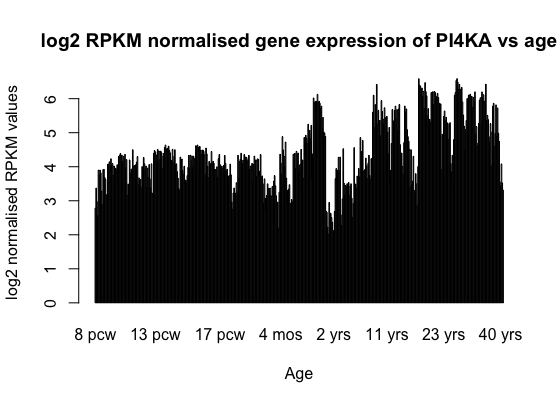 log2 RPKM normalised gene expression of PI4KA vs age
log2 normalised RPKM values
6
5
4
3
2
1
0
8 pcw 13 pcw 17 pcw 4 mos 2 yrs 11 yrs 23 yrs 40 yrs
Age